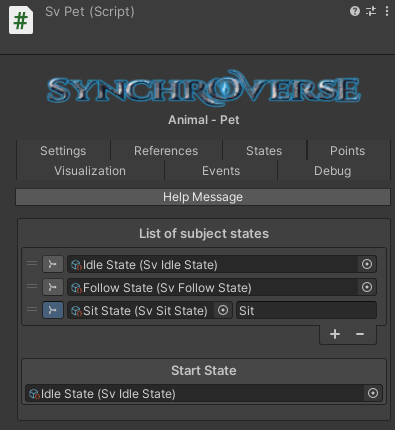 Sv Pet (Script)
SYNCHROVERSE
Animal - Pet
Settings References States Points
Visualization Events Debug
Help Message
List of subject states
Idle State (Sv Idle State)
Follow State (Sv Follow State)
Sit State (Sv Sit State) Sit
Start State
Idle State (Sv Idle State)